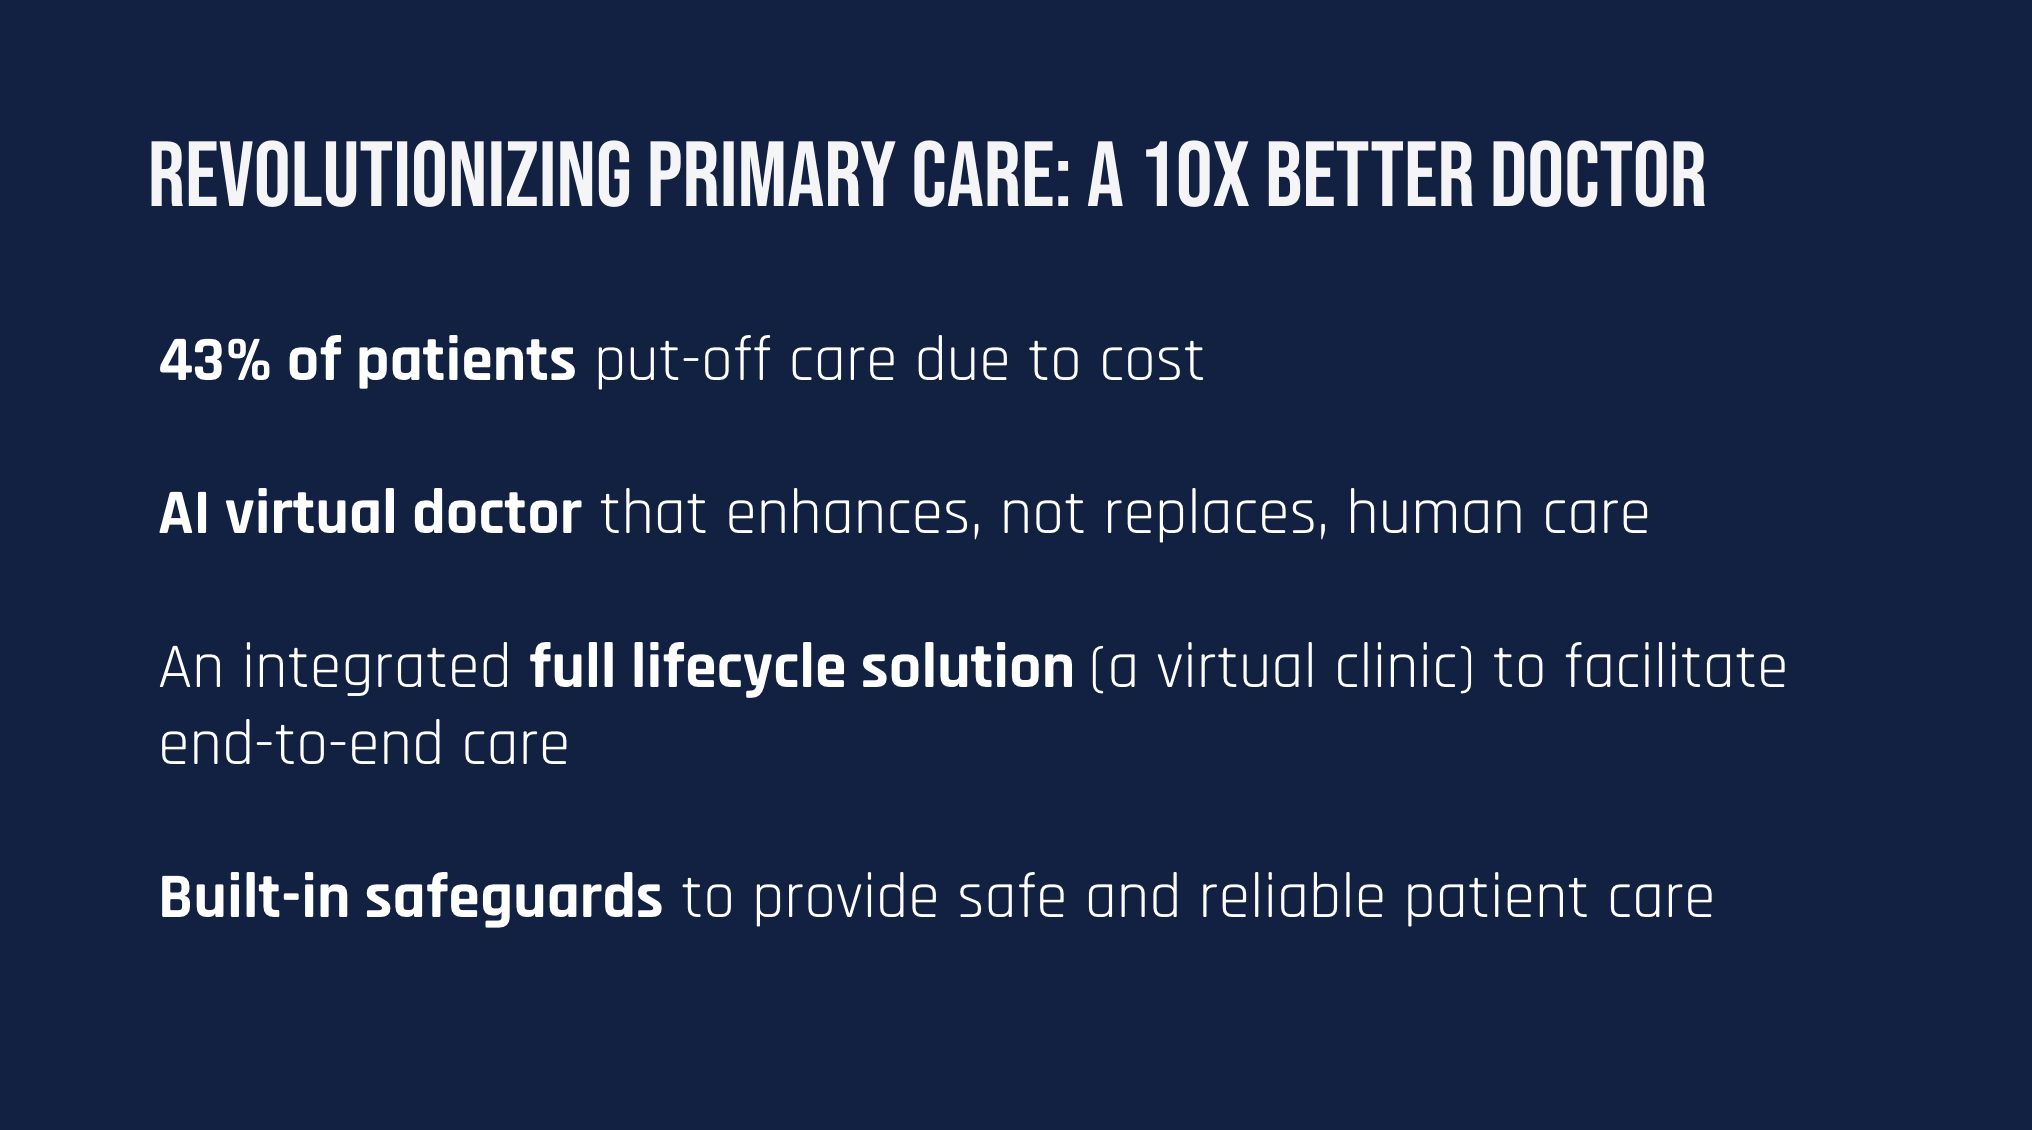 REVOLUTIONIZING PRIMARY CARE: A 10X BETTER DOCTOR
43% of patients put-off care due to cost
AI virtual doctor that enhances, not replaces, human care
An integrated full lifecycle solution (a virtual clinic) to facilitate
end-to-end care
Built-in safeguards to provide safe and reliable patient care